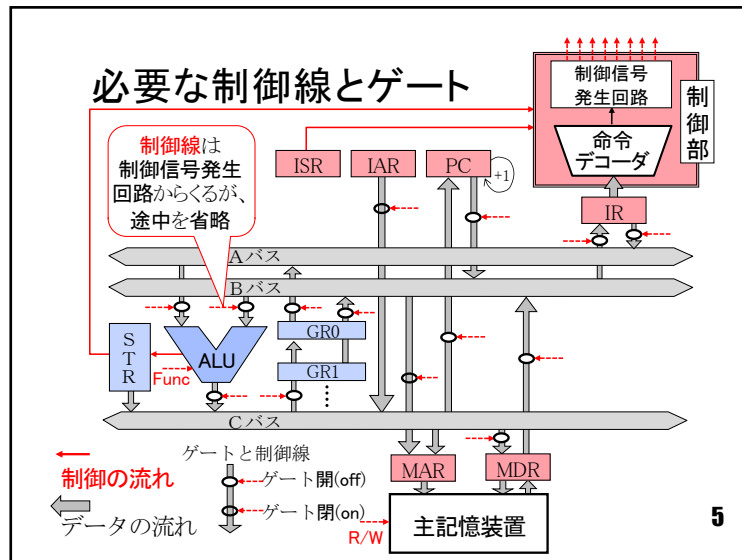 必要な制御線とゲート
制御信号
発生回路
制御部
命令
デコーダ
制御線は
制御信号発生
回路からくるが、
途中を省略
ISR
IAR
PC
+1
IR
Aバス
Bバス
STR
ALU
Func
GR0
GR1
⋮
Cバス
ゲートと制御線
制御の流れ
ゲート開(off)
ゲート閉(on)
データの流れ
MAR
MDR
R/W
主記憶装置
5